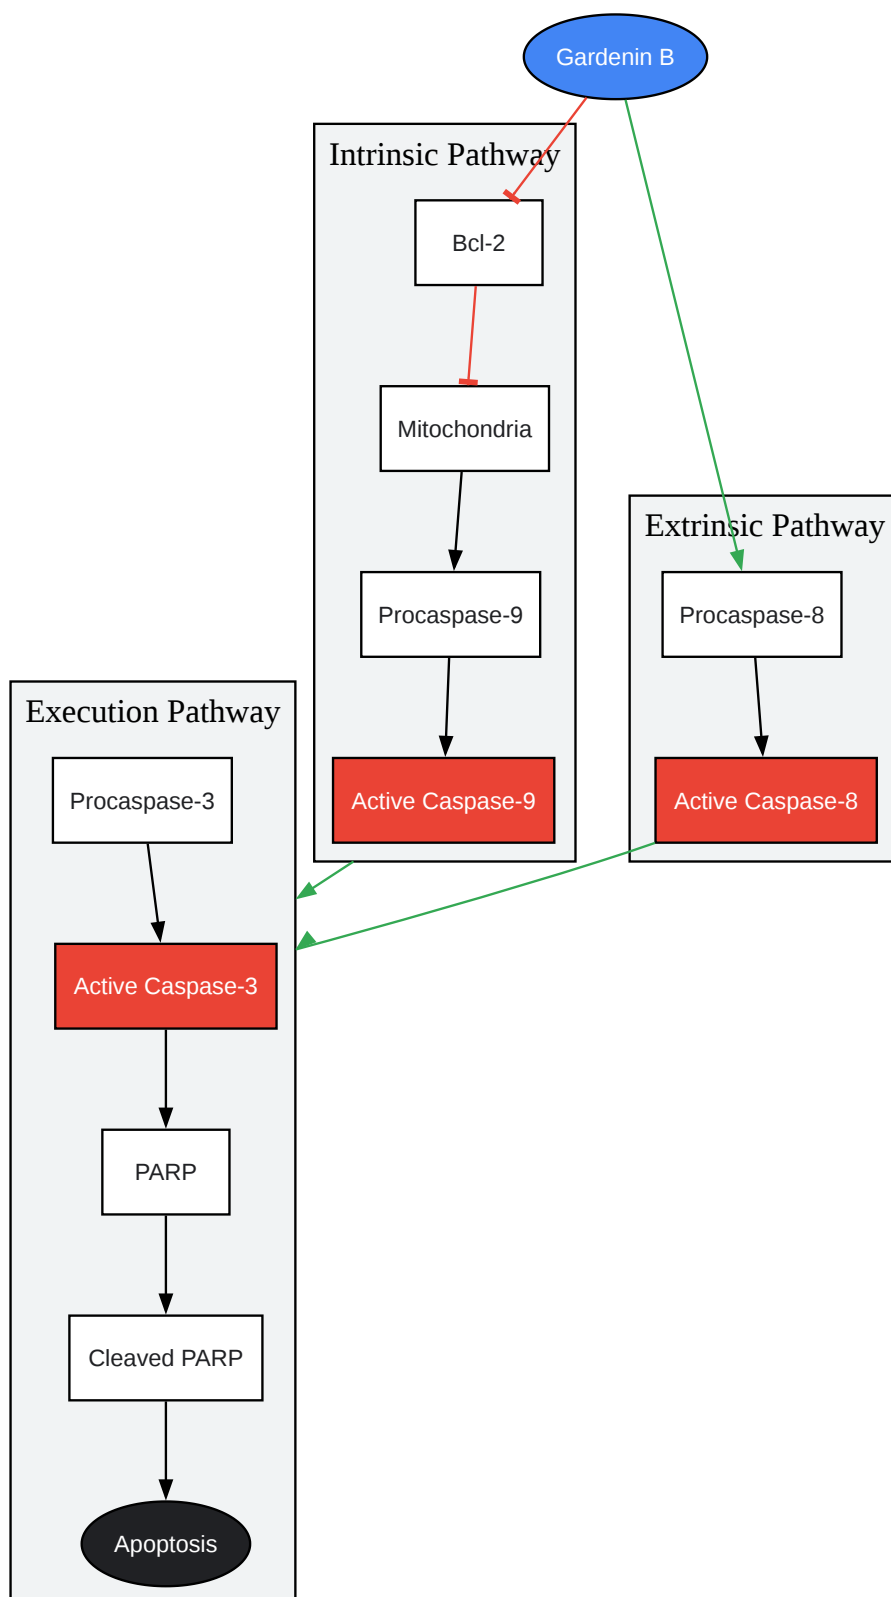 Gardenin B
Intrinsic Pathway
Bcl-2
Mitochondria
Procaspase-9
Active Caspase-9
Extrinsic Pathway
Procaspase-8
Active Caspase-8
Execution Pathway
Procaspase-3
Active Caspase-3
PARP
Cleaved PARP
Apoptosis